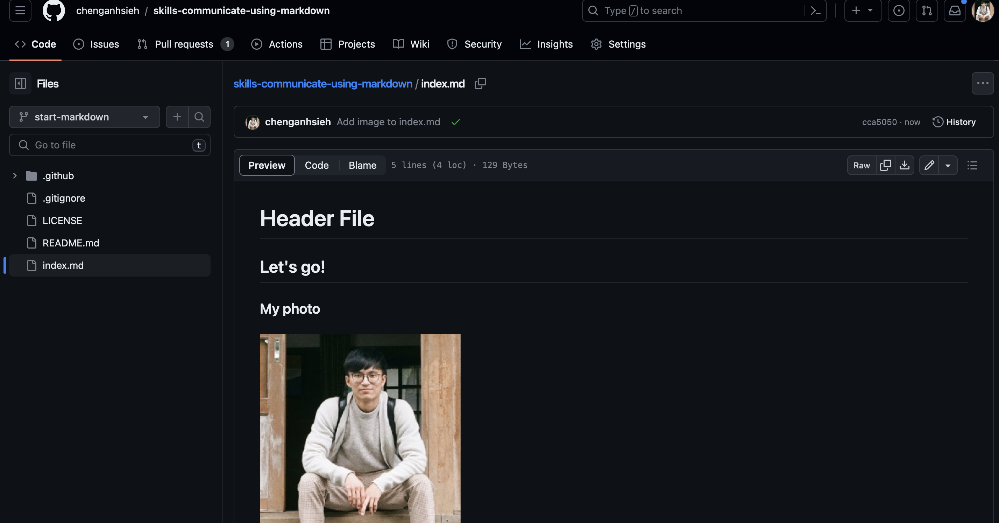 chenganhsieh / skills-communicate-using-markdown
Type / to search
Code Issues Pull requests 1 Actions Projects Wiki Security Insights Settings
Files
start-markdown
Go to file t
.github
.gitignore
LICENSE
README.md
index.md
skills-communicate-using-markdown / index.md
chenganhsieh Add image to index.md cca5050 · now History
Preview Code Blame 5 lines (4 loc) · 129 Bytes Raw
Header File
Let's go!
My photo